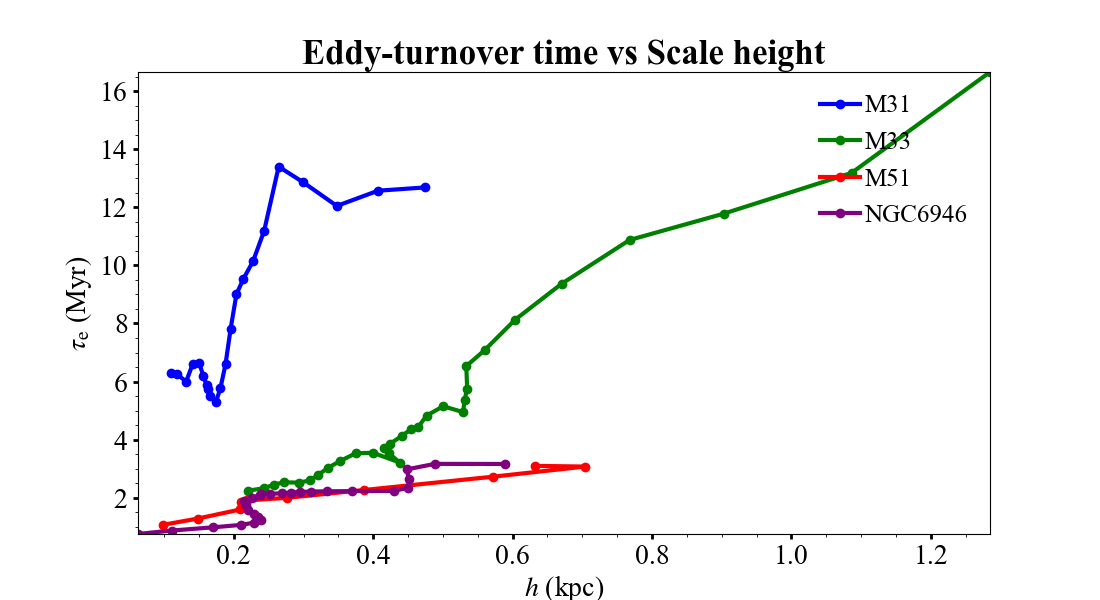 Eddy-turnover time vs Scale height
16
14
12
10
8
6
4
2
τe (Myr)
M31
M33
M51
NGC6946
0.2 0.4 0.6 0.8 1.0 1.2
h (kpc)